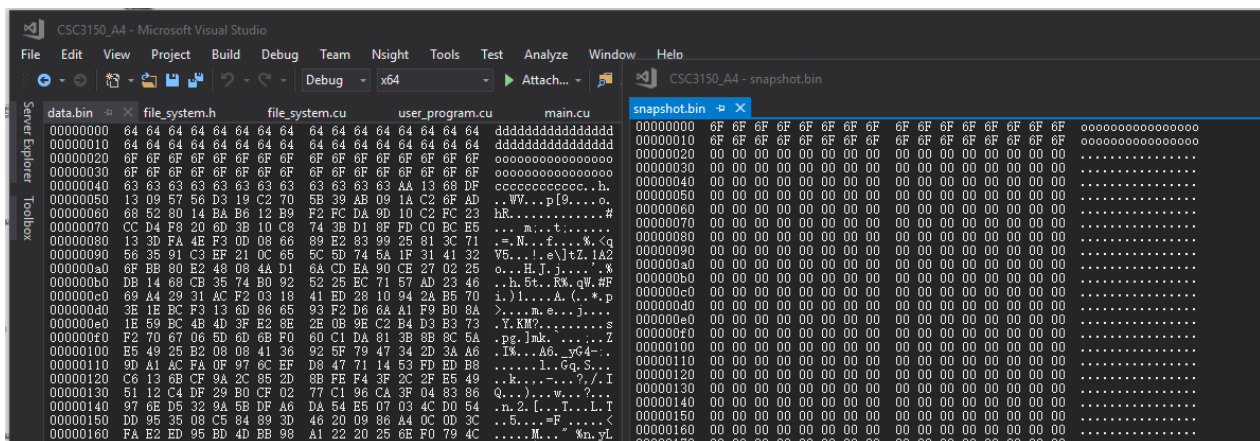 CSC3150_A4 - Microsoft Visual Studio
File Edit View Project Build Debug Team Nsight Tools Test Analyze Window Help
Debug x64 Attach...
CSC3150_A4 - snapshot.bin
Server Explorer
Toolbox
data.bin file_system.h file_system.cu user_program.cu main.cu
00000000 64 64 64 64 64 64 64 64 64 64 64 64 64 64 64 64 dddddddddddddddd
00000010 64 64 64 64 64 64 64 64 64 64 64 64 64 64 64 64 dddddddddddddddd
00000020 6F 6F 6F 6F 6F 6F 6F 6F 6F 6F 6F 6F 6F 6F 6F 6F oooooooooooooooo
00000030 6F 6F 6F 6F 6F 6F 6F 6F 6F 6F 6F 6F 6F 6F 6F 6F oooooooooooooooo
00000040 63 63 63 63 63 63 63 63 63 63 63 63 AA 13 68 DF cccccccccccc..h.
00000050 13 09 57 56 D3 19 C2 70 5B 39 AB 09 1A C2 6F AD ..WV...p[9....o.
00000060 68 52 80 14 BA B6 12 B9 F2 FC DA 9D 10 C2 FC 23 hR.............#
00000070 CC D4 F8 20 6D 3B 10 C8 74 3B D1 8F FD C0 BC E5 ... m;..t;......
00000080 13 3D FA 4E F3 0D 08 66 89 E2 83 99 25 81 3C 71 .=.N...f....%.<q
00000090 56 35 91 C3 EF 21 0C 65 5C 5D 74 5A 1F 31 41 32 V5...!.e\]tZ.1A2
000000a0 6F BB 80 E2 48 08 4A D1 6A CD EA 90 CE 27 02 25 o...H.J.j....'.%
000000b0 DB 14 68 CB 35 74 B0 92 52 25 EC 71 57 AD 23 46 ..h.5t..R%.qW.#F
000000c0 69 A4 29 31 AC F2 03 18 41 ED 28 10 94 2A B5 70 i.)1....A.(..*.p
000000d0 3E 1E BC F3 13 6D 86 65 93 F2 D6 6A A1 F9 B0 8A >....m.e...j....
000000e0 1E 59 BC 4B 4D 3F E2 8E 2E 0B 9E C2 B4 D3 B3 73 .Y.KM?.........s
000000f0 F2 70 67 06 5D 6D 6B F0 60 C1 DA 81 3B 8B 8C 5A .pg.]mk.`...;..Z
00000100 E5 49 25 B2 08 08 41 36 92 5F 79 47 34 2D 3A A6 .I%...A6._yG4-:.
00000110 9D A1 AC FA 0F 97 6C EF D8 47 71 14 53 FD ED B8 ......l..Gq.S...
00000120 C6 13 6B CF 9A 2C 85 2D 8B FE F4 3F 2C 2F E5 49 ..k..,.-...?,/.I
00000130 51 12 C4 DF 29 B0 CF 02 77 C1 96 CA 3F 04 83 86 Q...)...w...?...
00000140 97 6E D5 32 9A 5B DF A6 DA 54 E5 07 03 4C D0 54 .n.2.[...T...L.T
00000150 DD 95 35 08 C5 84 89 3D 46 20 09 86 A4 0C 0D 3C ..5....=F .....<
00000160 FA E2 ED 95 BD 4D BB 98 A1 22 20 25 6E F0 79 4C .....M..." %n.yL
snapshot.bin
00000000 6F 6F 6F 6F 6F 6F 6F 6F 6F 6F 6F 6F 6F 6F 6F 6F oooooooooooooooo
00000010 6F 6F 6F 6F 6F 6F 6F 6F 6F 6F 6F 6F 6F 6F 6F 6F oooooooooooooooo
00000020 00 00 00 00 00 00 00 00 00 00 00 00 00 00 00 00 ................
00000030 00 00 00 00 00 00 00 00 00 00 00 00 00 00 00 00 ................
00000040 00 00 00 00 00 00 00 00 00 00 00 00 00 00 00 00 ................
00000050 00 00 00 00 00 00 00 00 00 00 00 00 00 00 00 00 ................
00000060 00 00 00 00 00 00 00 00 00 00 00 00 00 00 00 00 ................
00000070 00 00 00 00 00 00 00 00 00 00 00 00 00 00 00 00 ................
00000080 00 00 00 00 00 00 00 00 00 00 00 00 00 00 00 00 ................
00000090 00 00 00 00 00 00 00 00 00 00 00 00 00 00 00 00 ................
000000a0 00 00 00 00 00 00 00 00 00 00 00 00 00 00 00 00 ................
000000b0 00 00 00 00 00 00 00 00 00 00 00 00 00 00 00 00 ................
000000c0 00 00 00 00 00 00 00 00 00 00 00 00 00 00 00 00 ................
000000d0 00 00 00 00 00 00 00 00 00 00 00 00 00 00 00 00 ................
000000e0 00 00 00 00 00 00 00 00 00 00 00 00 00 00 00 00 ................
000000f0 00 00 00 00 00 00 00 00 00 00 00 00 00 00 00 00 ................
00000100 00 00 00 00 00 00 00 00 00 00 00 00 00 00 00 00 ................
00000110 00 00 00 00 00 00 00 00 00 00 00 00 00 00 00 00 ................
00000120 00 00 00 00 00 00 00 00 00 00 00 00 00 00 00 00 ................
00000130 00 00 00 00 00 00 00 00 00 00 00 00 00 00 00 00 ................
00000140 00 00 00 00 00 00 00 00 00 00 00 00 00 00 00 00 ................
00000150 00 00 00 00 00 00 00 00 00 00 00 00 00 00 00 00 ................
00000160 00 00 00 00 00 00 00 00 00 00 00 00 00 00 00 00 ................